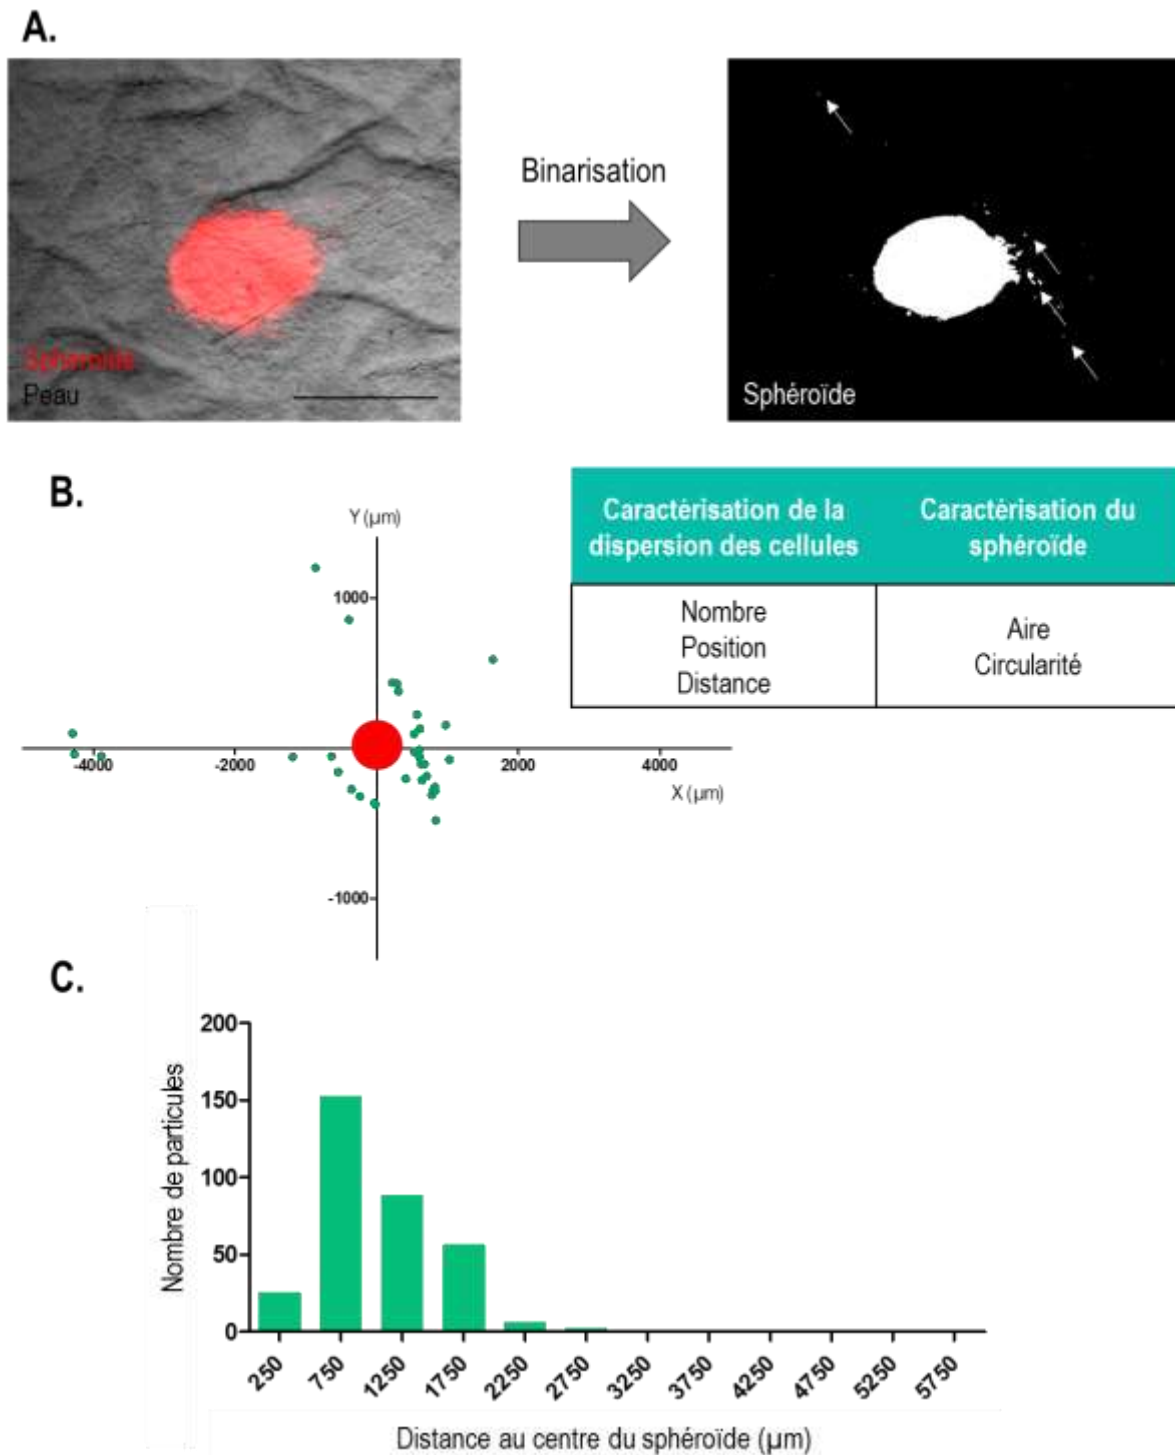 A.
Binarisation
Sphéroïde
Peau
Sphéroïde
B.
Y (µm)
1000
-4000
-2000
2000
4000
X (µm)
-1000
Caractérisation de la dispersion des cellules
Caractérisation du sphéroïde
Nombre
Position
Distance
Aire
Circularité
C.
Nombre de particules
200
150
100
50
0
250
750
1250
1750
2250
2750
3250
3750
4250
4750
5250
5750
Distance au centre du sphéroïde (µm)